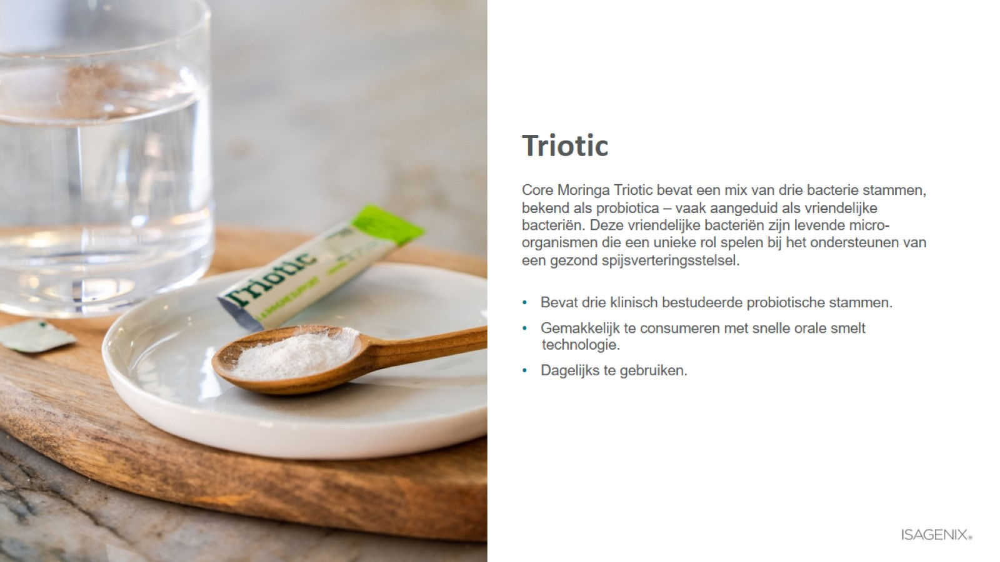 Triotic
Core Moringa Triotic bevat een mix van drie bacterie stammen,
bekend als probiotica – vaak aangeduid als vriendelijke
bacteriën. Deze vriendelijke bacteriën zijn levende micro-
organismen die een unieke rol spelen bij het ondersteunen van
een gezond spijsverteringsstelsel.
• Bevat drie klinisch bestudeerde probiotische stammen.
• Gemakkelijk te consumeren met snelle orale smelt
technologie.
• Dagelijks te gebruiken.
Triotic
ISAGENIX®